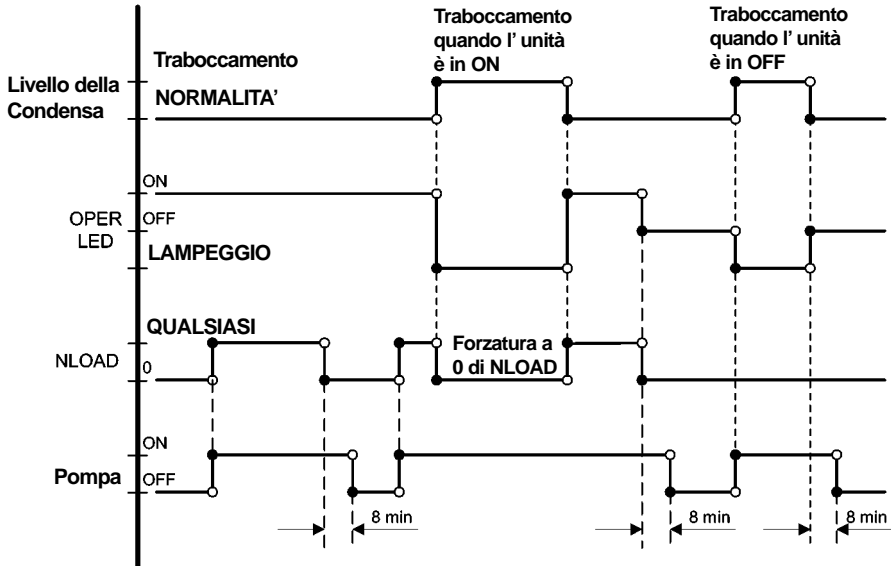 Traboccamento
quando l' unità
è in ON
Traboccamento
quando l' unità
è in OFF
Traboccamento
Livello della
Condensa
NORMALITA'
ON
OPER
LED
OFF
LAMPEGGIO
QUALSIASI
NLOAD
0
Forzatura a
0 di NLOAD
ON
Pompa
OFF
8 min
8 min
8 min